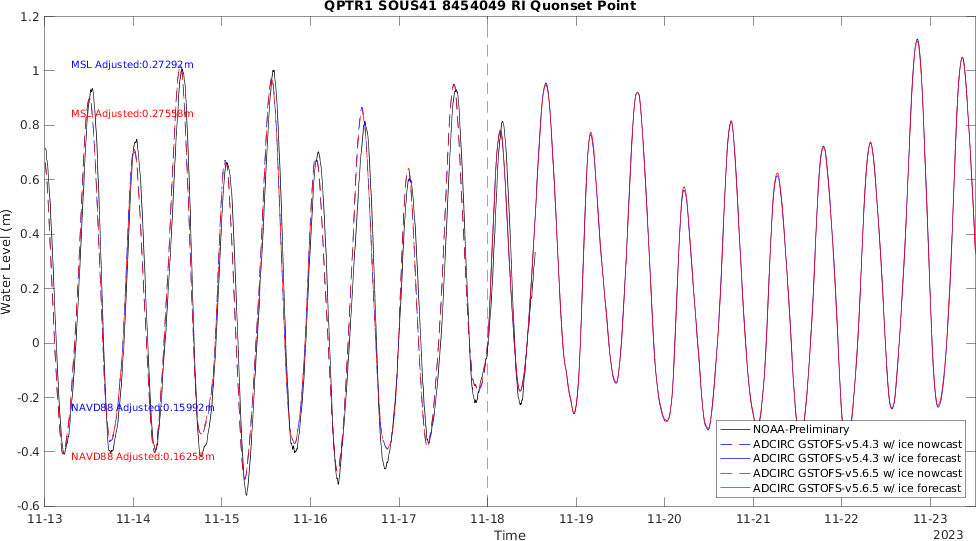 QPTR1 SOUS41 8454049 RI Quonset Point
1.2
1
0.8
0.6
0.4
0.2
0
-0.2
-0.4
-0.6
Water Level (m)
MSL Adjusted:0.27292m
MSL Adjusted:0.27558m
NAVD88 Adjusted:0.15992m
NAVD88 Adjusted:0.16258m
NOAA-Preliminary
ADCIRC GSTOFS-v5.4.3 w/ ice nowcast
ADCIRC GSTOFS-v5.4.3 w/ ice forecast
ADCIRC GSTOFS-v5.6.5 w/ ice nowcast
ADCIRC GSTOFS-v5.6.5 w/ ice forecast
11-13 11-14 11-15 11-16 11-17 11-18 11-19 11-20 11-21 11-22 11-23
Time
2023